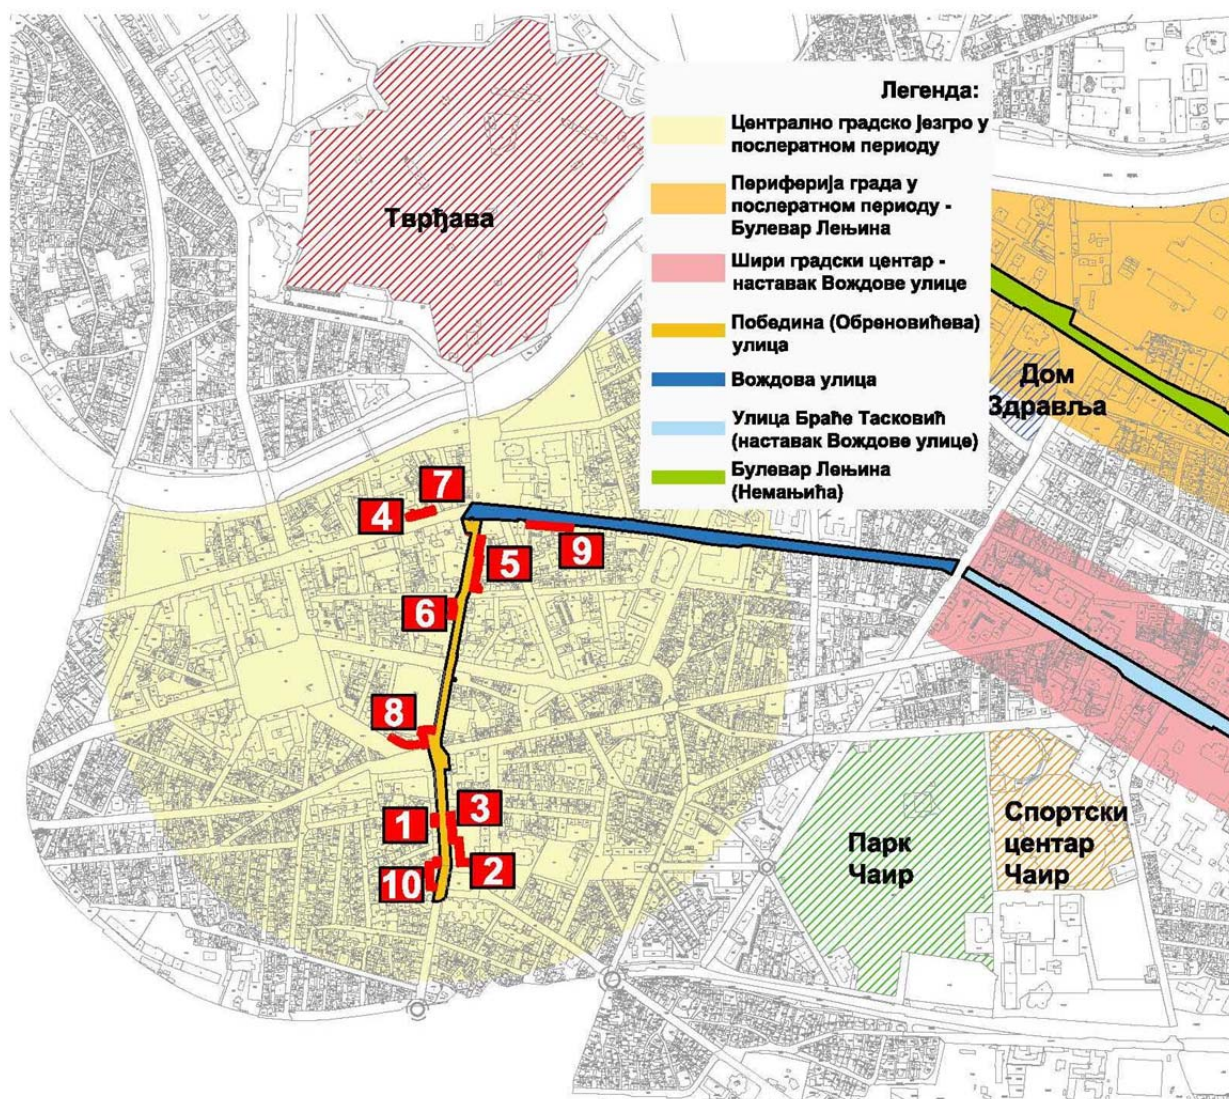 Легенда:
Централно градско језгро у
послератном периоду
Периферија града у
послератном периоду -
Булевар Лењина
Шири градски центар -
наставак Вождове улице
Победина (Обреновићева)
улица
Вождова улица
Улица Браће Тасковић
(наставак Вождове улице)
Булевар Лењина
(Немањића)
Тврђава
Дом
Здравља
7
4
9
5
6
8
3
1
2
10
Парк
Чаир
Спортски
центар
Чаир